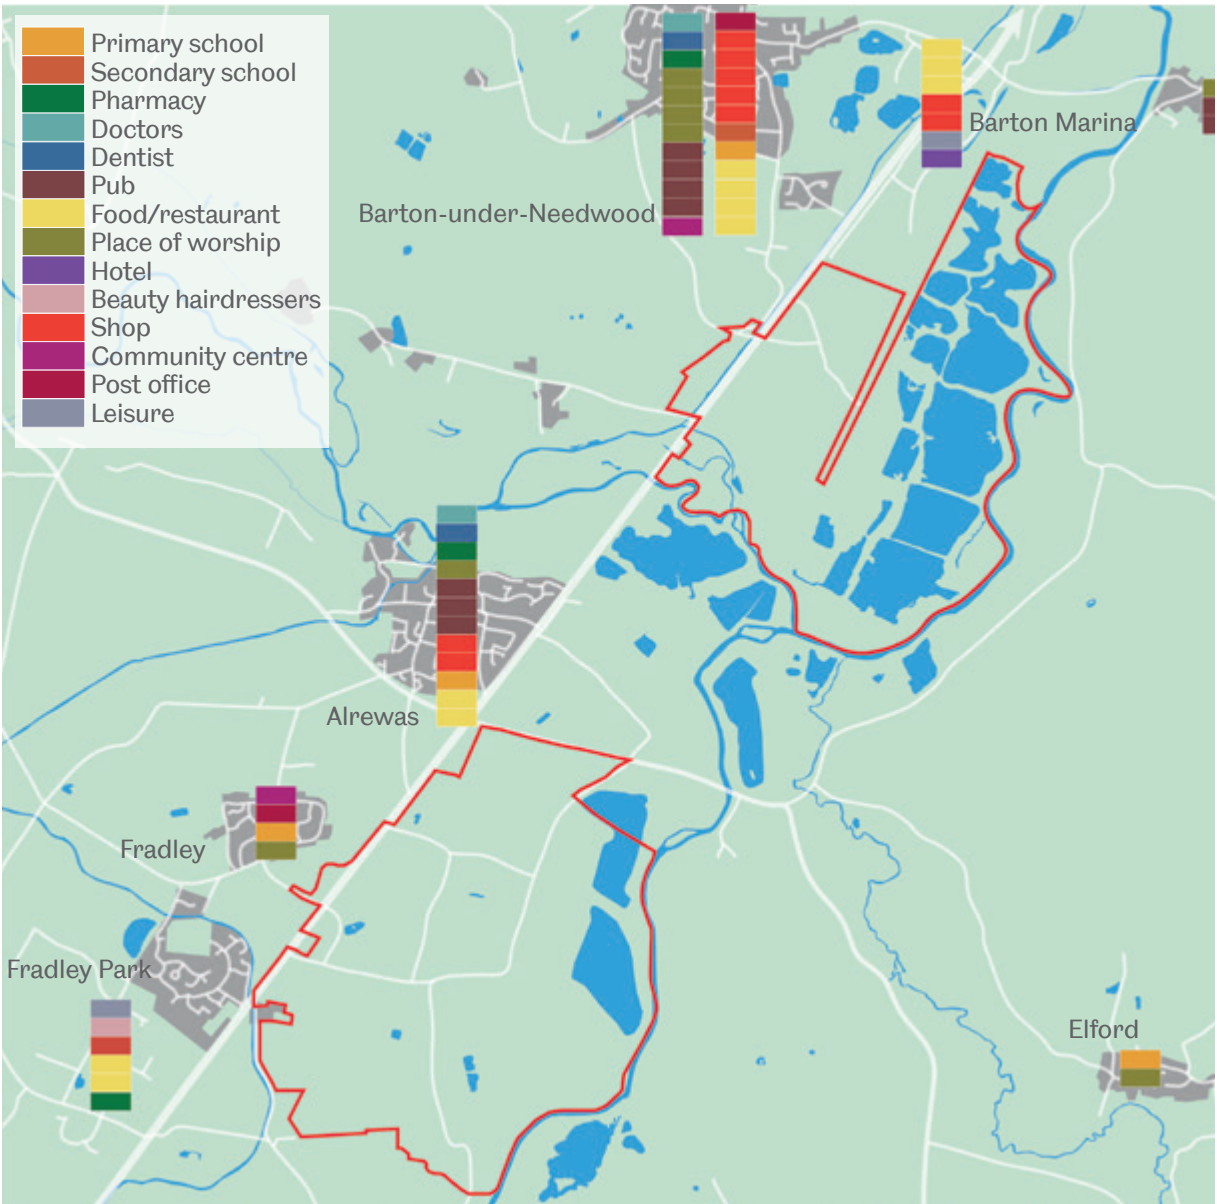 Primary school
Secondary school
Pharmacy
Doctors
Dentist
Pub
Food/restaurant
Place of worship
Hotel
Beauty hairdressers
Shop
Community centre
Post office
Leisure
Barton Marina
Barton-under-Needwood
Alrewas
Fradley
Fradley Park
Elford